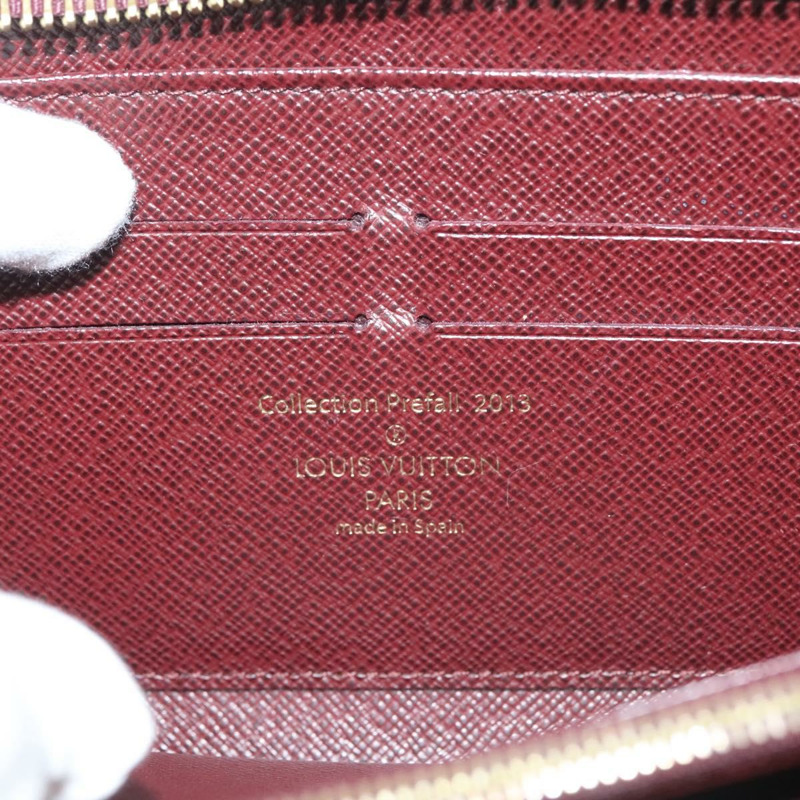 Collection Prefall 2013
®
LOUIS VUITTON
PARIS
made in Spain